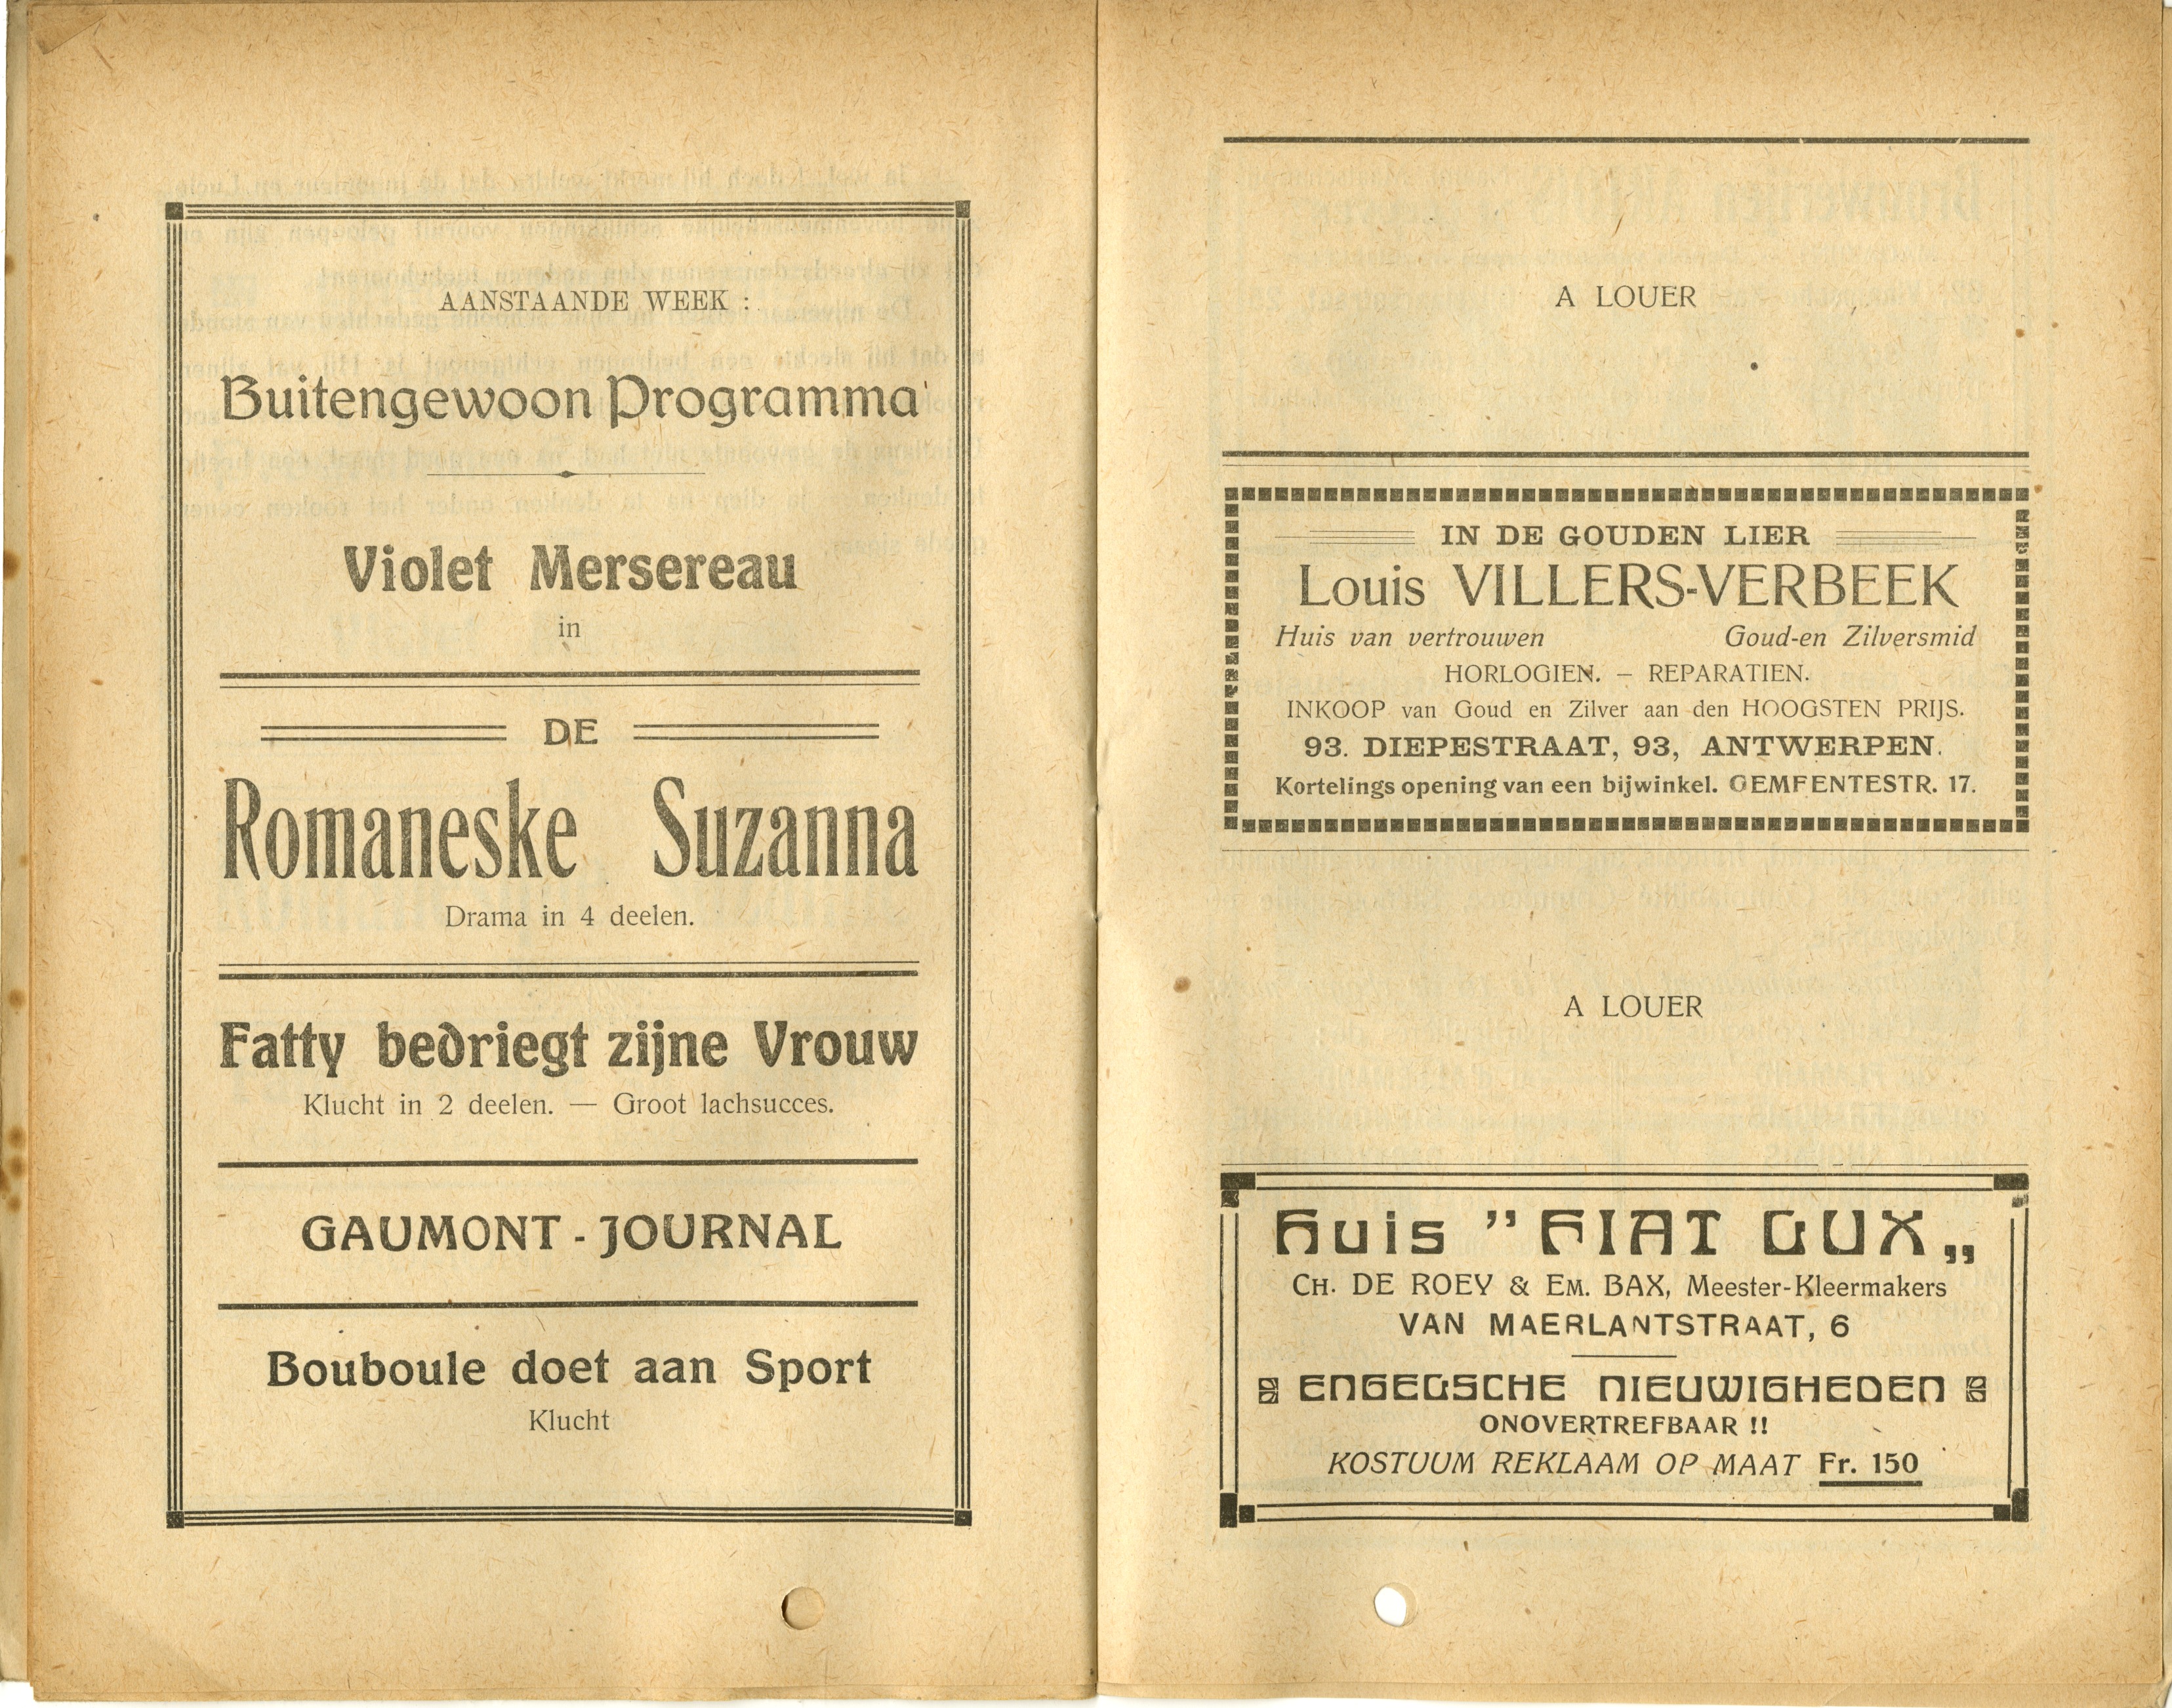 AANSTAANDE WEEK :
Buitengewoon Programma
Violet Mersereau
in
DE
Romaneske Suzanna
Drama in 4 deelen.
Fatty bedriegt zijne Vrouw
Klucht in 2 deelen. — Groot lachsucces.
GAUMONT - JOURNAL
Bouboule doet aan Sport
Klucht
A LOUER
IN DE GOUDEN LIER
Louis VILLERS-VERBEEK
Huis van vertrouwen Goud-en Zilversmid
HORLOGIEN. — REPARATIEN.
INKOOP van Goud en Zilver aan den HOOGSTEN PRIJS.
93. DIEPESTRAAT, 93, ANTWERPEN.
Kortelings opening van een bijwinkel. GEMFENTESTR. 17.
A LOUER
Huis " FIAT LUX „
CH. DE ROEY & EM. BAX, Meester-Kleermakers
VAN MAERLANTSTRAAT, 6
ENGELSCHE NIEUWIGHEDEN
ONOVERTREFBAAR !!
KOSTUUM REKLAAM OP MAAT Fr. 150